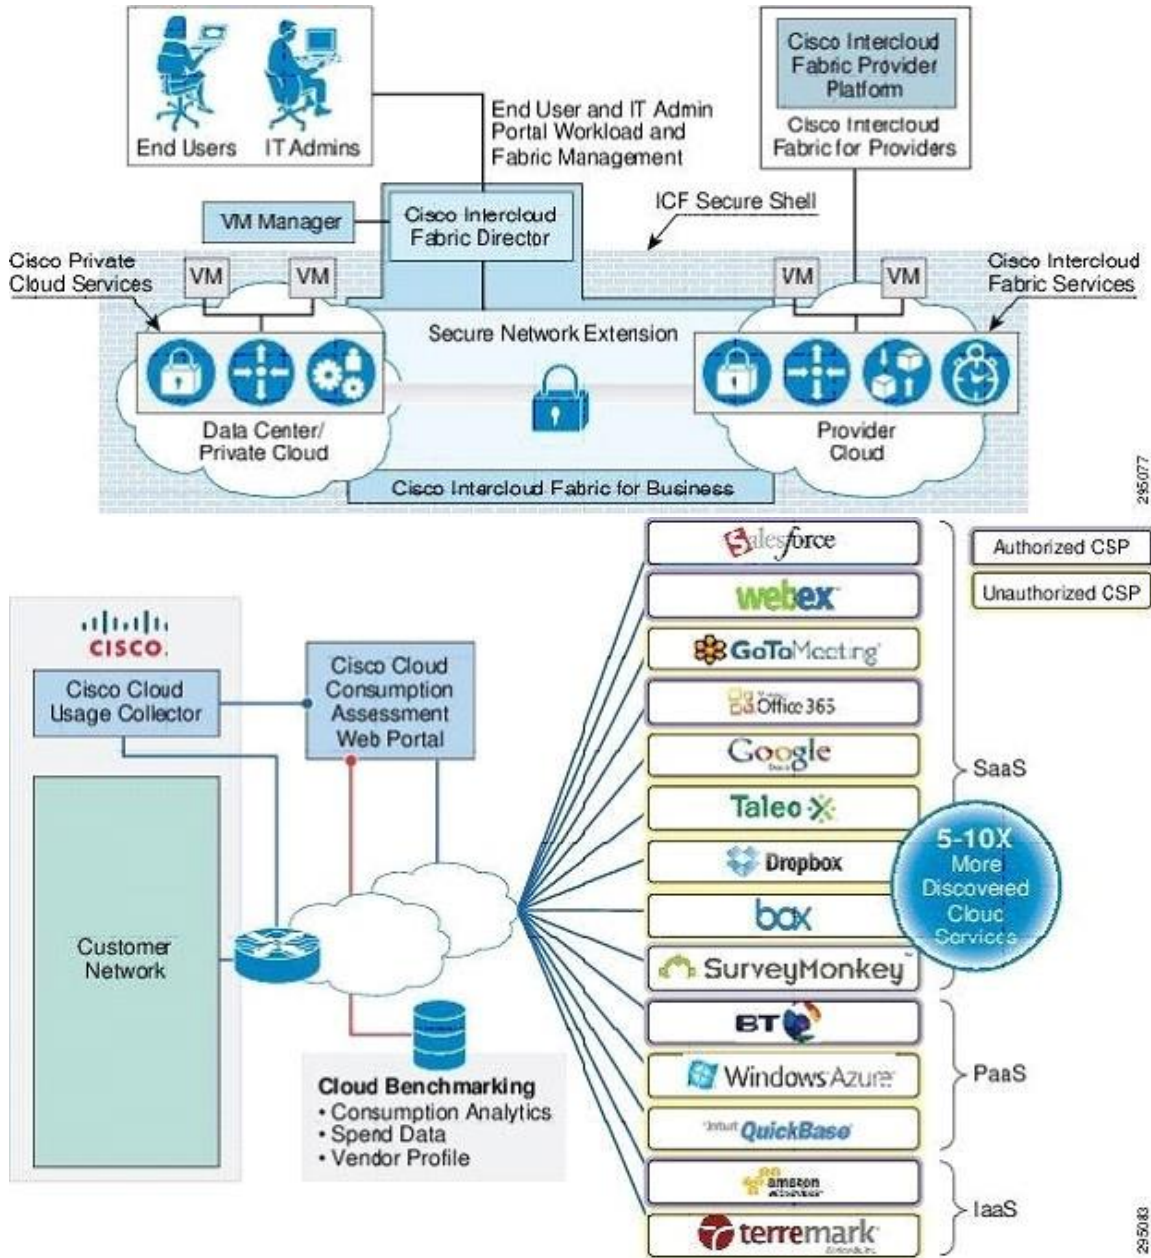 End Users
IT Admins
End User and IT Admin
Portal Workload and
Fabric Management
Cisco Intercloud
Fabric Provider
Platform
Cisco Intercloud
Fabric for Providers
VM Manager
Cisco Intercloud
Fabric Director
ICF Secure Shell
Cisco Private
Cloud Services
VM
VM
VM
VM
Cisco Intercloud
Fabric Services
Secure Network Extension
Data Center/
Private Cloud
Provider
Cloud
Cisco Intercloud Fabric for Business
295077
CISCO.
Cisco Cloud
Usage Collector
Cisco Cloud
Consumption
Assessment
Web Portal
Customer
Network
Cloud Benchmarking
• Consumption Analytics
• Spend Data
• Vendor Profile
salesforce
webex
GoToMeeting
Office 365
Google
Taleo
Dropbox
box
SurveyMonkey
BT
Windows Azure
Intuit QuickBase
amazon
terremark
Authorized CSP
Unauthorized CSP
SaaS
5-10X
More
Discovered
Cloud
Services
PaaS
IaaS
295083